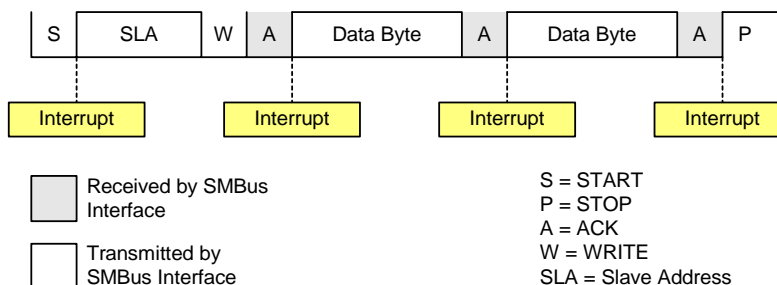 S SLA W A Data Byte A Data Byte A P
Interrupt Interrupt Interrupt Interrupt
Received by SMBus
Interface
Transmitted by
SMBus Interface
S = START
P = STOP
A = ACK
W = WRITE
SLA = Slave Address